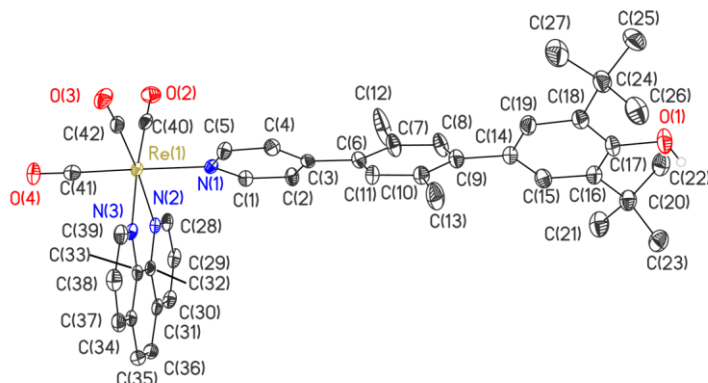 C(27)
C(25)
O(3)
O(2)
C(12)
C(24)
C(26)
C(42)
C(40)
C(5)
C(4)
C(7)
C(8)
C(19)
C(18)
O(1)
Re(1)
C(6)
C(14)
C(17)
O(4)
C(41)
N(1)
C(3)
C(9)
C(22)
C(1)
C(2)
C(11)
C(10)
C(15)
C(16)
C(20)
N(3)
N(2)
C(28)
C(13)
C(21)
C(23)
C(39)
C(33)
C(29)
C(38)
C(32)
C(30)
C(37)
C(31)
C(34)
C(36)
C(35)